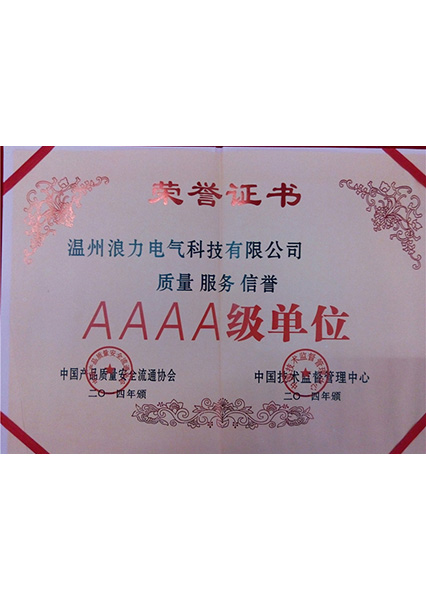 荣誉证书
温州浪力电气科技有限公司
质量 服务 信誉
AAAA级单位
中国产品质量安全流通协会 中国技术监督管理中心
二〇一四年颁 二〇一四年颁